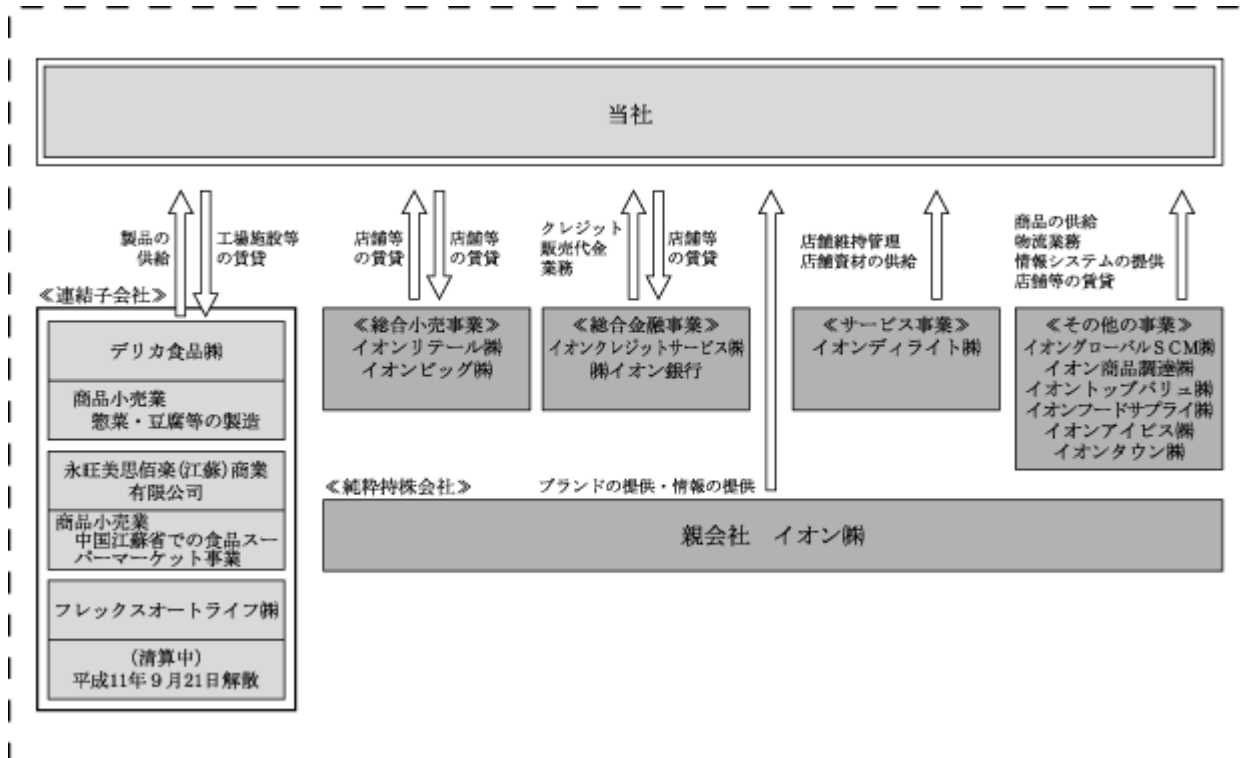 当社
製品の
供給
工場施設等
の賃貸
店舗等
の賃貸
店舗等
の賃貸
クレジット
販売代金
業務
店舗等
の賃貸
店舗維持管理
店舗資材の供給
商品の供給
物流業務
情報システムの提供
店舗等の賃貸
≪連結子会社≫
デリカ食品㈱
商品小売業
惣菜・豆腐等の製造
永旺美思佰楽(江蘇)商業
有限公司
商品小売業
中国江蘇省での食品スー
パーマーケット事業
フレックスオートライフ㈱
(清算中)
平成11年9月21日解散
≪総合小売事業≫
イオンリテール㈱
イオンビッグ㈱
≪総合金融事業≫
イオンクレジットサービス㈱
㈱イオン銀行
≪サービス事業≫
イオンディライト㈱
≪その他の事業≫
イオングローバルSCM㈱
イオン商品調達㈱
イオントップバリュ㈱
イオンフードサプライ㈱
イオンアイビス㈱
イオンタウン㈱
≪純粋持株会社≫
ブランドの提供・情報の提供
親会社 イオン㈱